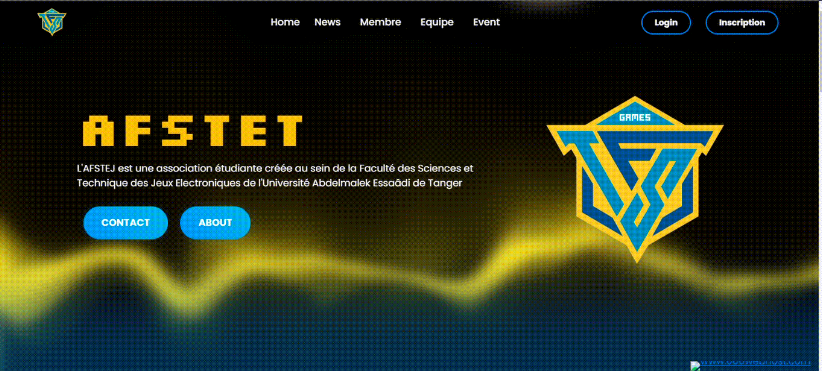 Home News Membre Equipe Event Login Inscription
GAMES
AFSTET
L'AFSTEJ est une association étudiante créée au sein de la Faculté des Sciences et
Technique des Jeux Electroniques de l'Université Abdelmalek Essaâdi de Tanger
CONTACT ABOUT